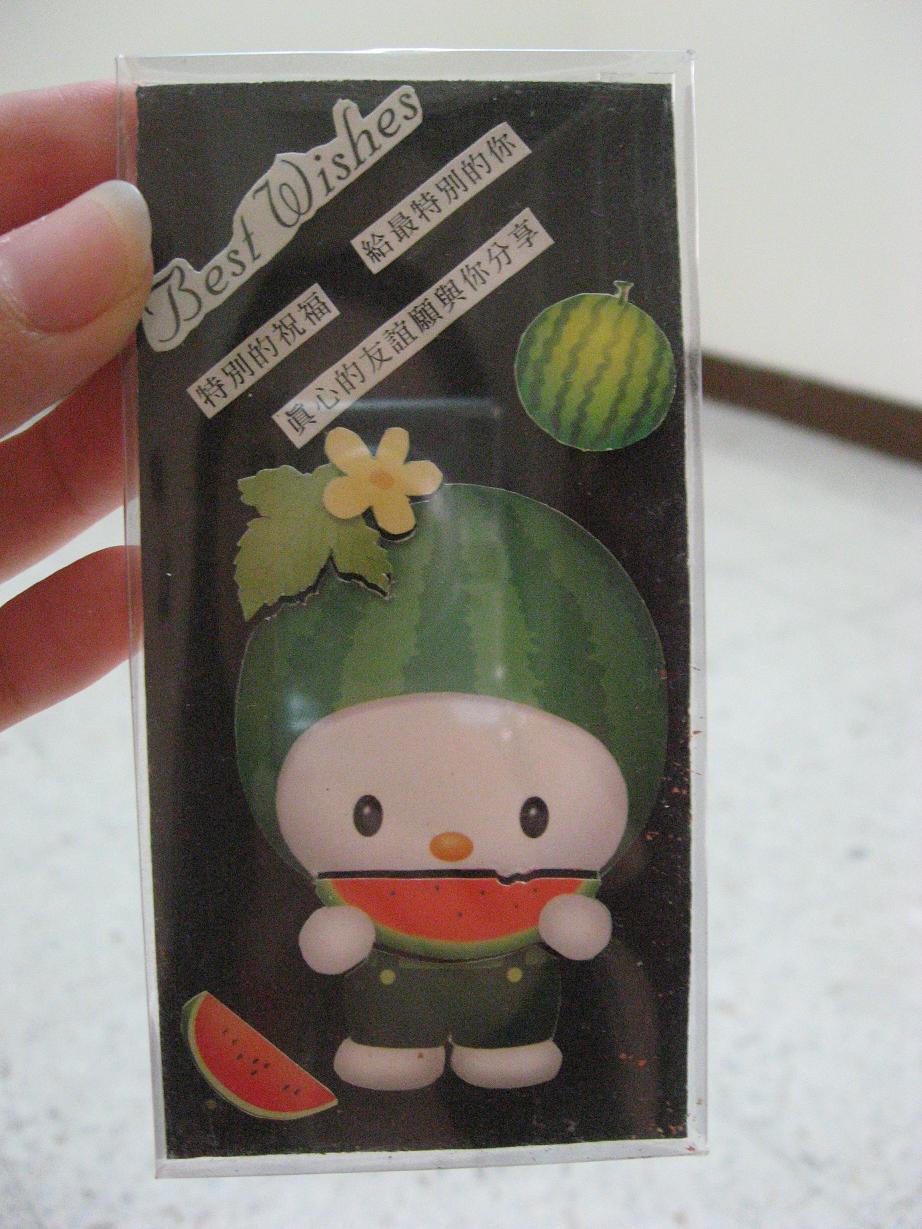 Best Wishes
給最特別的你
特別的祝福
眞心的友誼願與你分享